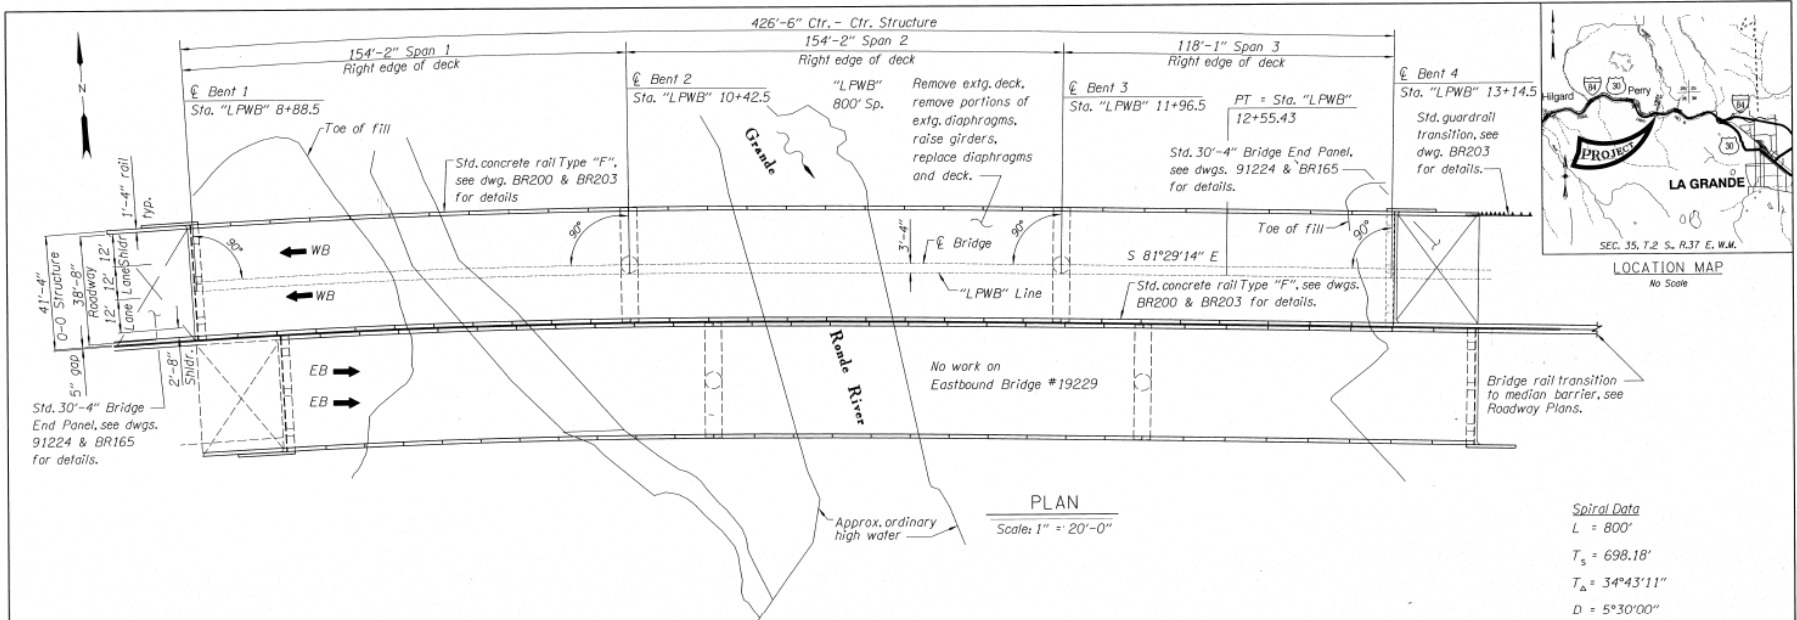 426'-6" Ctr. - Ctr. Structure
154'-2" Span 1
Right edge of deck
154'-2" Span 2
Right edge of deck
118'-1" Span 3
Right edge of deck
N
℄ Bent 1
Sta. "LPWB" 8+88.5
℄ Bent 2
Sta. "LPWB" 10+42.5
"LPWB"
800' Sp.
℄ Bent 3
Sta. "LPWB" 11+96.5
℄ Bent 4
Sta. "LPWB" 13+14.5
Toe of fill
Std. concrete rail Type "F",
see dwg. BR200 & BR203
for details
Grande
Remove extg. deck,
remove portions of
extg. diaphragms,
raise girders,
replace diaphragms
and deck.
PT = Sta. "LPWB"
12+55.43
Std. 30'-4" Bridge End Panel,
see dwgs. 91224 & BR165
for details.
Std. guardrail
transition, see
dwg. BR203
for details.
Toe of fill
1'-4" rail
typ.
41'-4"
O-O Structure
38'-8"
Roadway
12'
Shldr.
12'
Lane
12'
Lane
5" gap
2'-8"
Shldr.
90°
90°
90°
90°
WB
WB
3'-4"
℄ Bridge
"LPWB" Line
S 81°29'14" E
Std. concrete rail Type "F", see dwgs.
BR200 & BR203 for details.
EB
EB
Ronde River
No work on
Eastbound Bridge #19229
Std. 30'-4" Bridge
End Panel, see dwgs.
91224 & BR165
for details.
Bridge rail transition
to median barrier, see
Roadway Plans.
Approx. ordinary
high water
PLAN
Scale: 1" = 20'-0"
Hilgard
84
30
Perry
84
30
PROJECT
LA GRANDE
SEC. 35, T.2 S., R.37 E. W.M.
LOCATION MAP
No Scale
Spiral Data
L = 800'
Ts = 698.18'
T△ = 34°43'11"
D = 5°30'00"